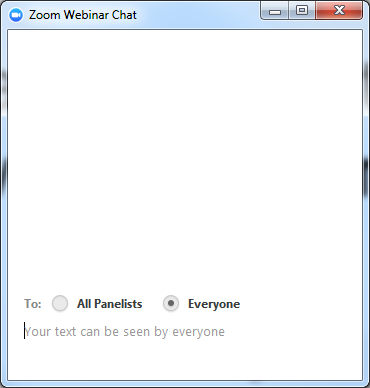 Zoom Webinar Chat
To: All Panelists Everyone
Your text can be seen by everyone